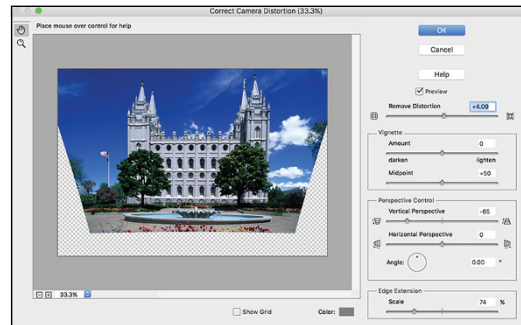 Correct Camera Distortion (33.3%)
Place mouse over control for help
OK
Cancel
Help
Preview
Remove Distortion +4.00
Vignette
Amount 0
darken lighten
Midpoint +50
Perspective Control
Vertical Perspective -65
Horizontal Perspective 0
Angle: 0.00 °
Edge Extension
Scale 74 %
33.3%
Show Grid Color: